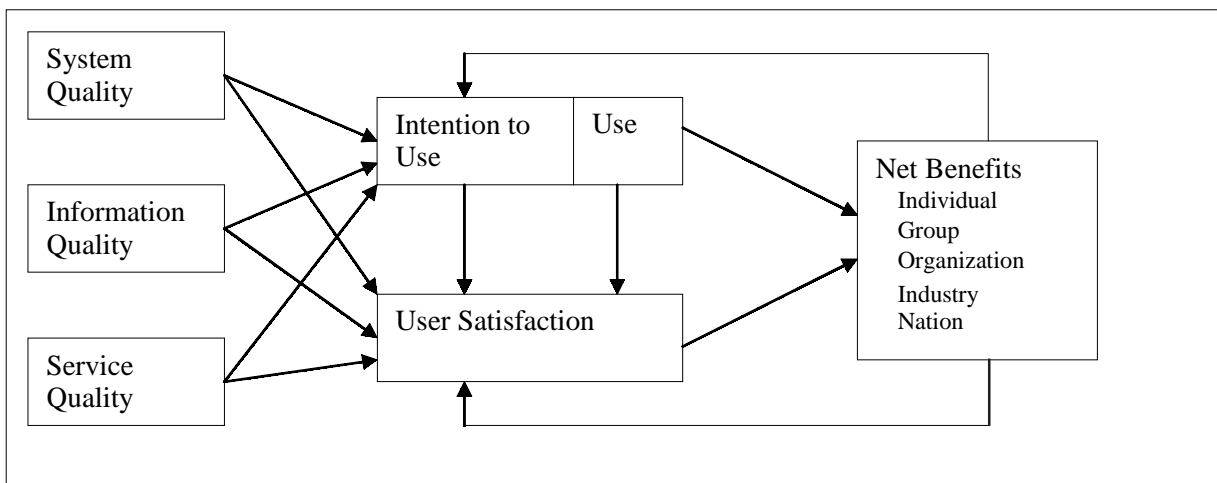 System
Quality
Information
Quality
Service
Quality
Intention to
Use
Use
User Satisfaction
Net Benefits
Individual
Group
Organization
Industry
Nation